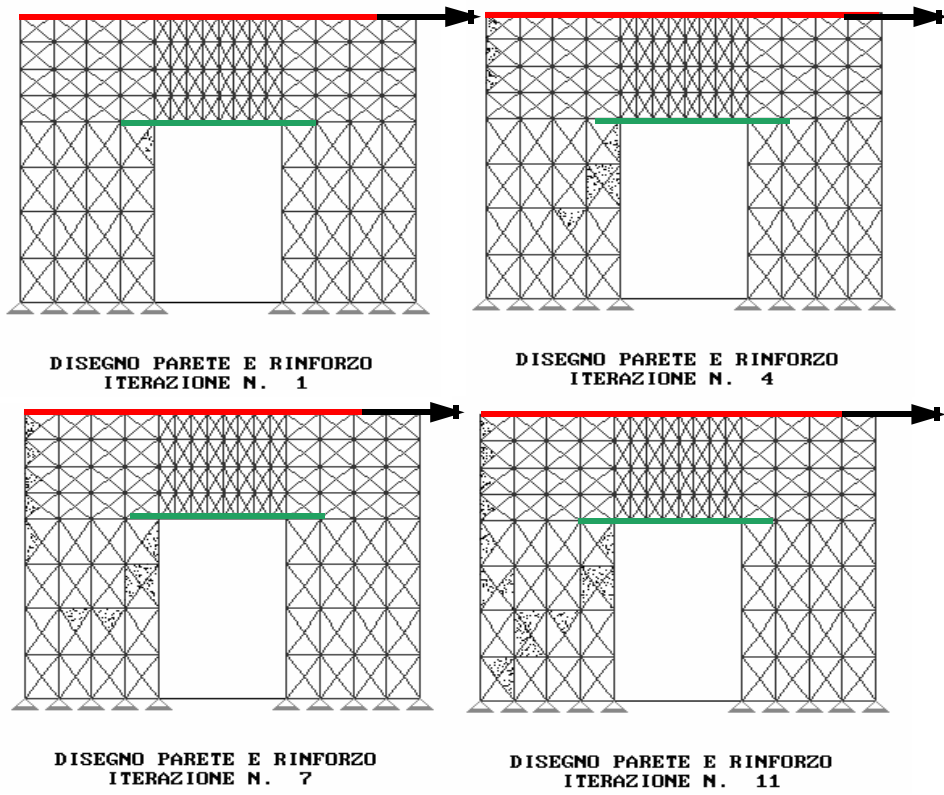 DISEGNO PARETE E RINFORZO
ITERAZIONE N. 1
DISEGNO PARETE E RINFORZO
ITERAZIONE N. 4
DISEGNO PARETE E RINFORZO
ITERAZIONE N. 7
DISEGNO PARETE E RINFORZO
ITERAZIONE N. 11